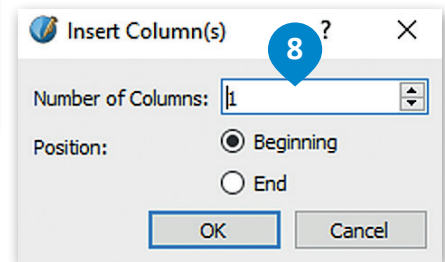 Insert Column(s) ?
8
Number of Columns: 1
Position: Beginning
End
OK Cancel